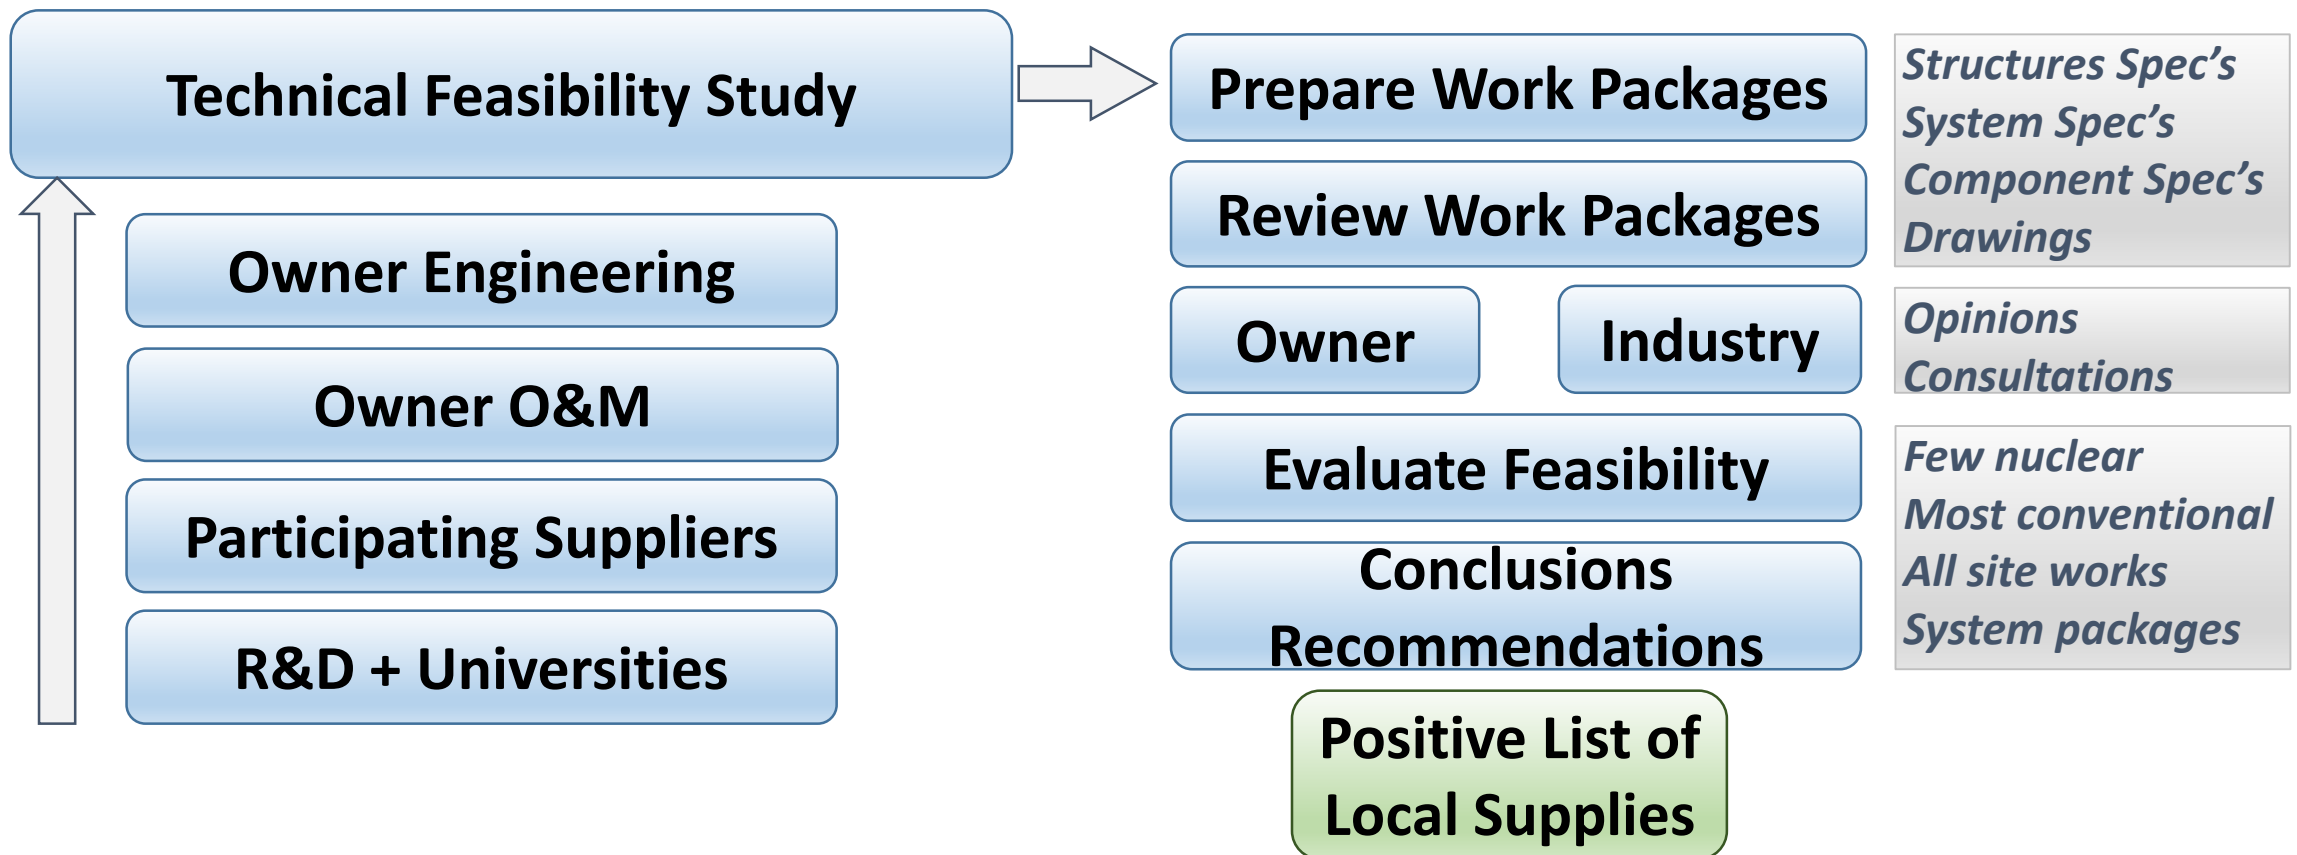 Technical Feasibility Study
Owner Engineering
Owner O&M
Participating Suppliers
R&D + Universities
Prepare Work Packages
Review Work Packages
Owner
Industry
Evaluate Feasibility
Conclusions
Recommendations
Positive List of
Local Supplies
Structures Spec’s
System Spec’s
Component Spec’s
Drawings
Opinions
Consultations
Few nuclear
Most conventional
All site works
System packages